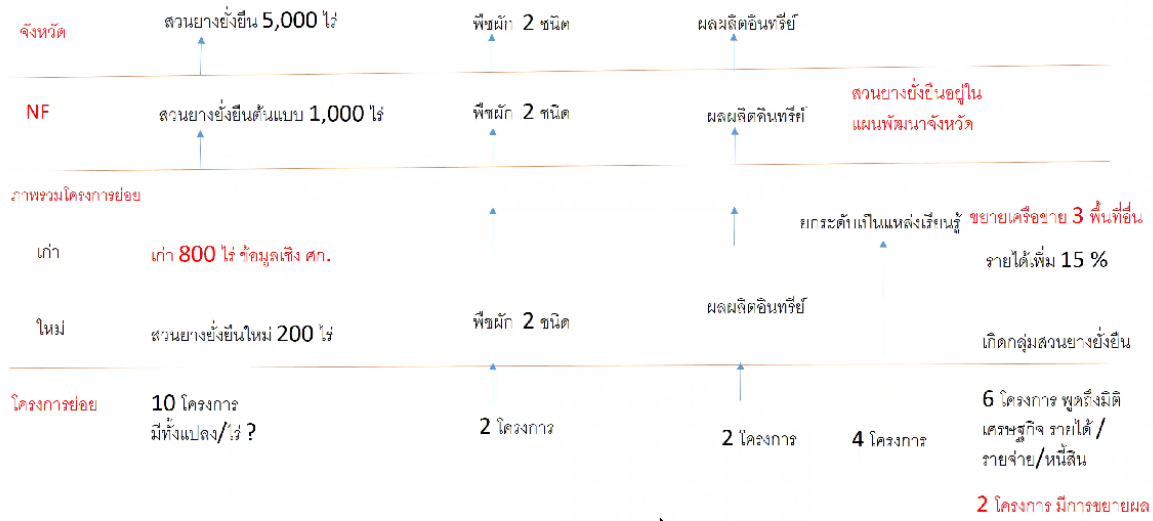 จังหวัด สวนยางยั่งยืน 5,000 ไร่ พืชผัก 2 ชนิด ผลผลิตอินทรีย์
NF สวนยางยั่งยืนต้นแบบ 1,000 ไร่ พืชผัก 2 ชนิด ผลผลิตอินทรีย์ สวนยางยั่งยืนอยู่ใน
แผนพัฒนาจังหวัด
ภาพรวมโครงการย่อย
ยกระดับเป็นแหล่งเรียนรู้ ขยายเครือข่าย 3 พื้นที่อื่น
เก่า เก่า 800 ไร่ ข้อมูลเชิง ศก. รายได้เพิ่ม 15 %
ใหม่ สวนยางยั่งยืนใหม่ 200 ไร่ พืชผัก 2 ชนิด ผลผลิตอินทรีย์
เกิดกลุ่มสวนยางยั่งยืน
โครงการย่อย 10 โครงการ
มีทั้งแปลง/ไร่ ?
2 โครงการ
2 โครงการ
4 โครงการ
6 โครงการ พูดถึงมิติ
เศรษฐกิจ รายได้ /
รายจ่าย/หนี้สิน
2 โครงการ มีการขยายผล